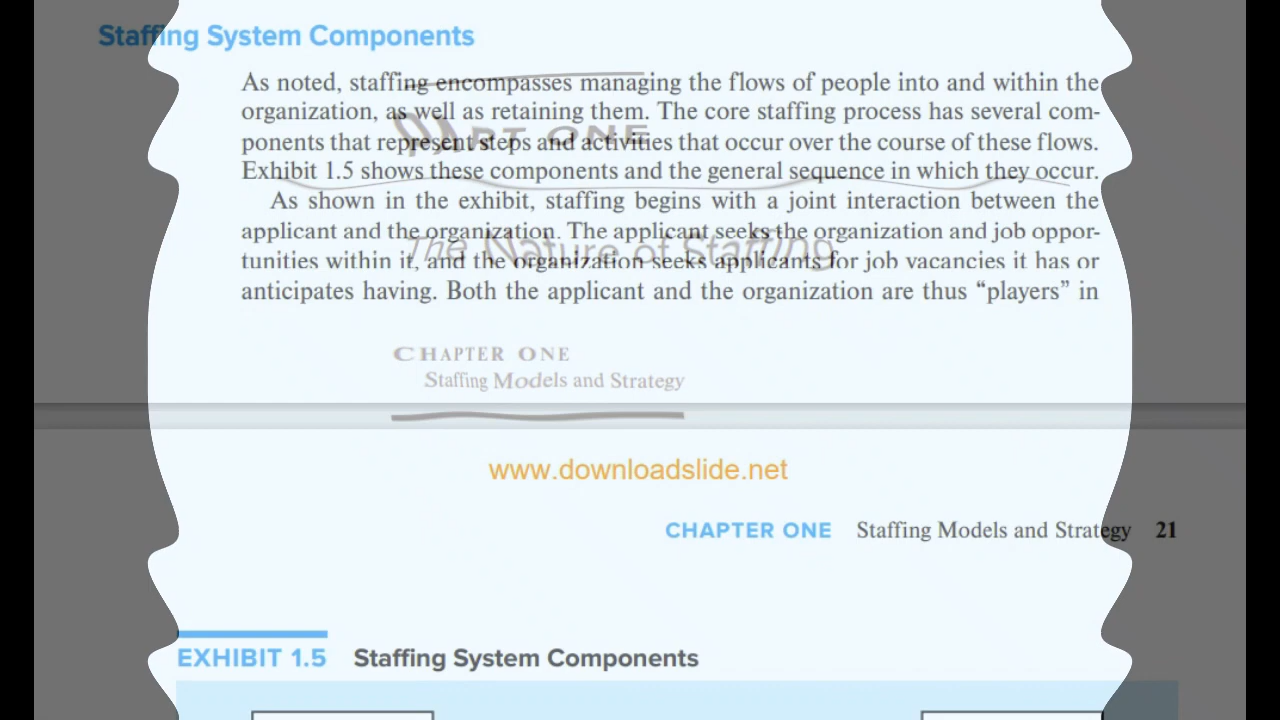 Staffing System Components
As noted, staffing encompasses managing the flows of people into and within the
organization, as well as retaining them. The core staffing process has several com-
PT ONE
ponents that represent steps and activities that occur over the course of these flows.
Exhibit 1.5 shows these components and the general sequence in which they occur.
As shown in the exhibit, staffing begins with a joint interaction between the
applicant and the organization. The applicant seeks the organization and job oppor-
The Nature of Staffing
tunities within it, and the organization seeks applicants for job vacancies it has or
anticipates having. Both the applicant and the organization are thus “players” in
CHAPTER ONE
Staffing Models and Strategy
www.downloadslide.net
CHAPTER ONE Staffing Models and Strategy 21
EXHIBIT 1.5 Staffing System Components